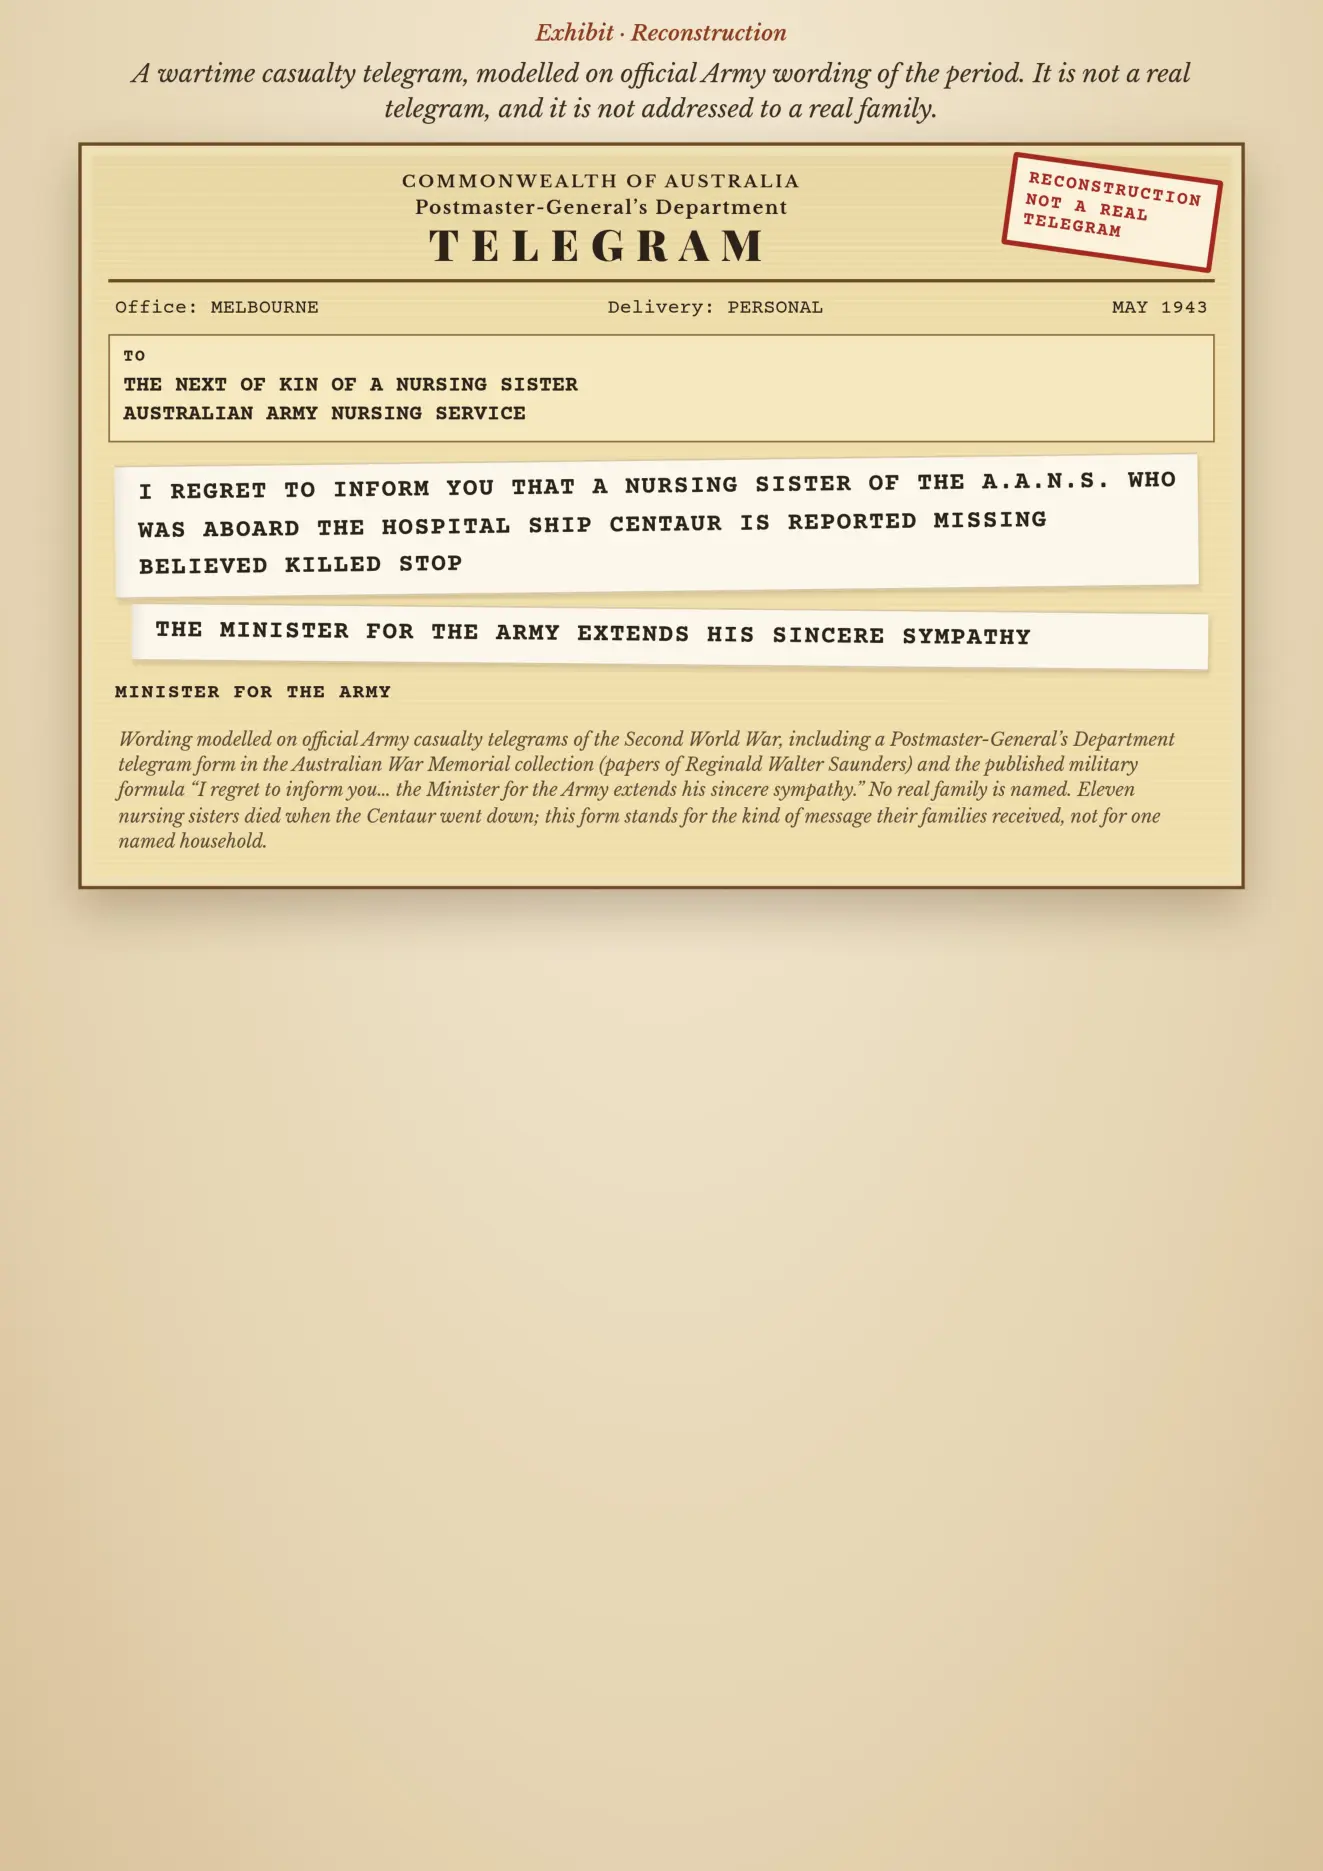 Exhibit · Reconstruction
A wartime casualty telegram, modelled on official Army wording of the period. It is not a real
telegram, and it is not addressed to a real family.
COMMONWEALTH OF AUSTRALIA
Postmaster-General’s Department
TELEGRAM
RECONSTRUCTION
NOT A REAL
TELEGRAM
Office: MELBOURNE
Delivery: PERSONAL
MAY 1943
TO
THE NEXT OF KIN OF A NURSING SISTER
AUSTRALIAN ARMY NURSING SERVICE
I REGRET TO INFORM YOU THAT A NURSING SISTER OF THE A.A.N.S. WHO
WAS ABOARD THE HOSPITAL SHIP CENTAUR IS REPORTED MISSING
BELIEVED KILLED STOP
THE MINISTER FOR THE ARMY EXTENDS HIS SINCERE SYMPATHY
MINISTER FOR THE ARMY
Wording modelled on official Army casualty telegrams of the Second World War, including a Postmaster-General’s Department
telegram form in the Australian War Memorial collection (papers of Reginald Walter Saunders) and the published military
formula “I regret to inform you… the Minister for the Army extends his sincere sympathy.” No real family is named. Eleven
nursing sisters died when the Centaur went down; this form stands for the kind of message their families received, not for one
named household.